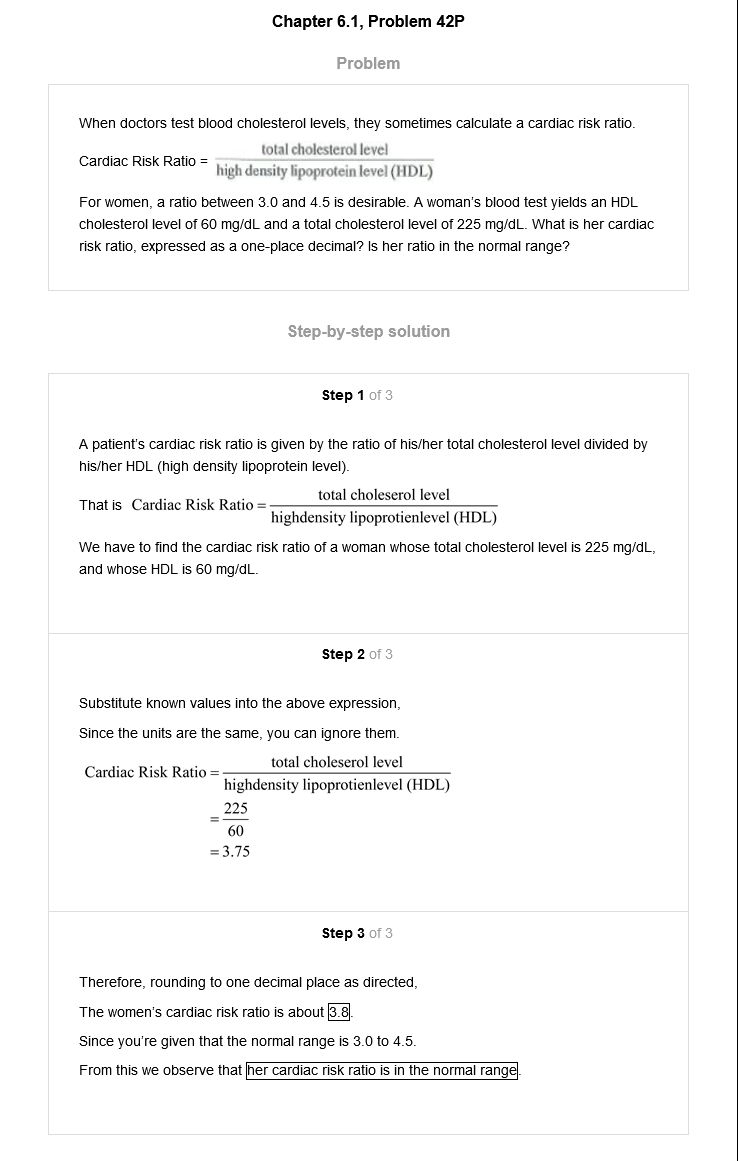 Chapter 6.1, Problem 42P
Problem
When doctors test blood cholesterol levels, they sometimes calculate a cardiac risk ratio.
Cardiac Risk Ratio = total cholesterol level / high density lipoprotein level (HDL)
For women, a ratio between 3.0 and 4.5 is desirable. A woman's blood test yields an HDL
cholesterol level of 60 mg/dL and a total cholesterol level of 225 mg/dL. What is her cardiac
risk ratio, expressed as a one-place decimal? Is her ratio in the normal range?
Step-by-step solution
Step 1 of 3
A patient's cardiac risk ratio is given by the ratio of his/her total cholesterol level divided by
his/her HDL (high density lipoprotein level).
That is Cardiac Risk Ratio = total choleserol level / highdensity lipoprotienlevel (HDL)
We have to find the cardiac risk ratio of a woman whose total cholesterol level is 225 mg/dL,
and whose HDL is 60 mg/dL.
Step 2 of 3
Substitute known values into the above expression,
Since the units are the same, you can ignore them.
Cardiac Risk Ratio = total choleserol level / highdensity lipoprotienlevel (HDL)
= 225 / 60
= 3.75
Step 3 of 3
Therefore, rounding to one decimal place as directed,
The women's cardiac risk ratio is about 3.8.
Since you're given that the normal range is 3.0 to 4.5.
From this we observe that her cardiac risk ratio is in the normal range.